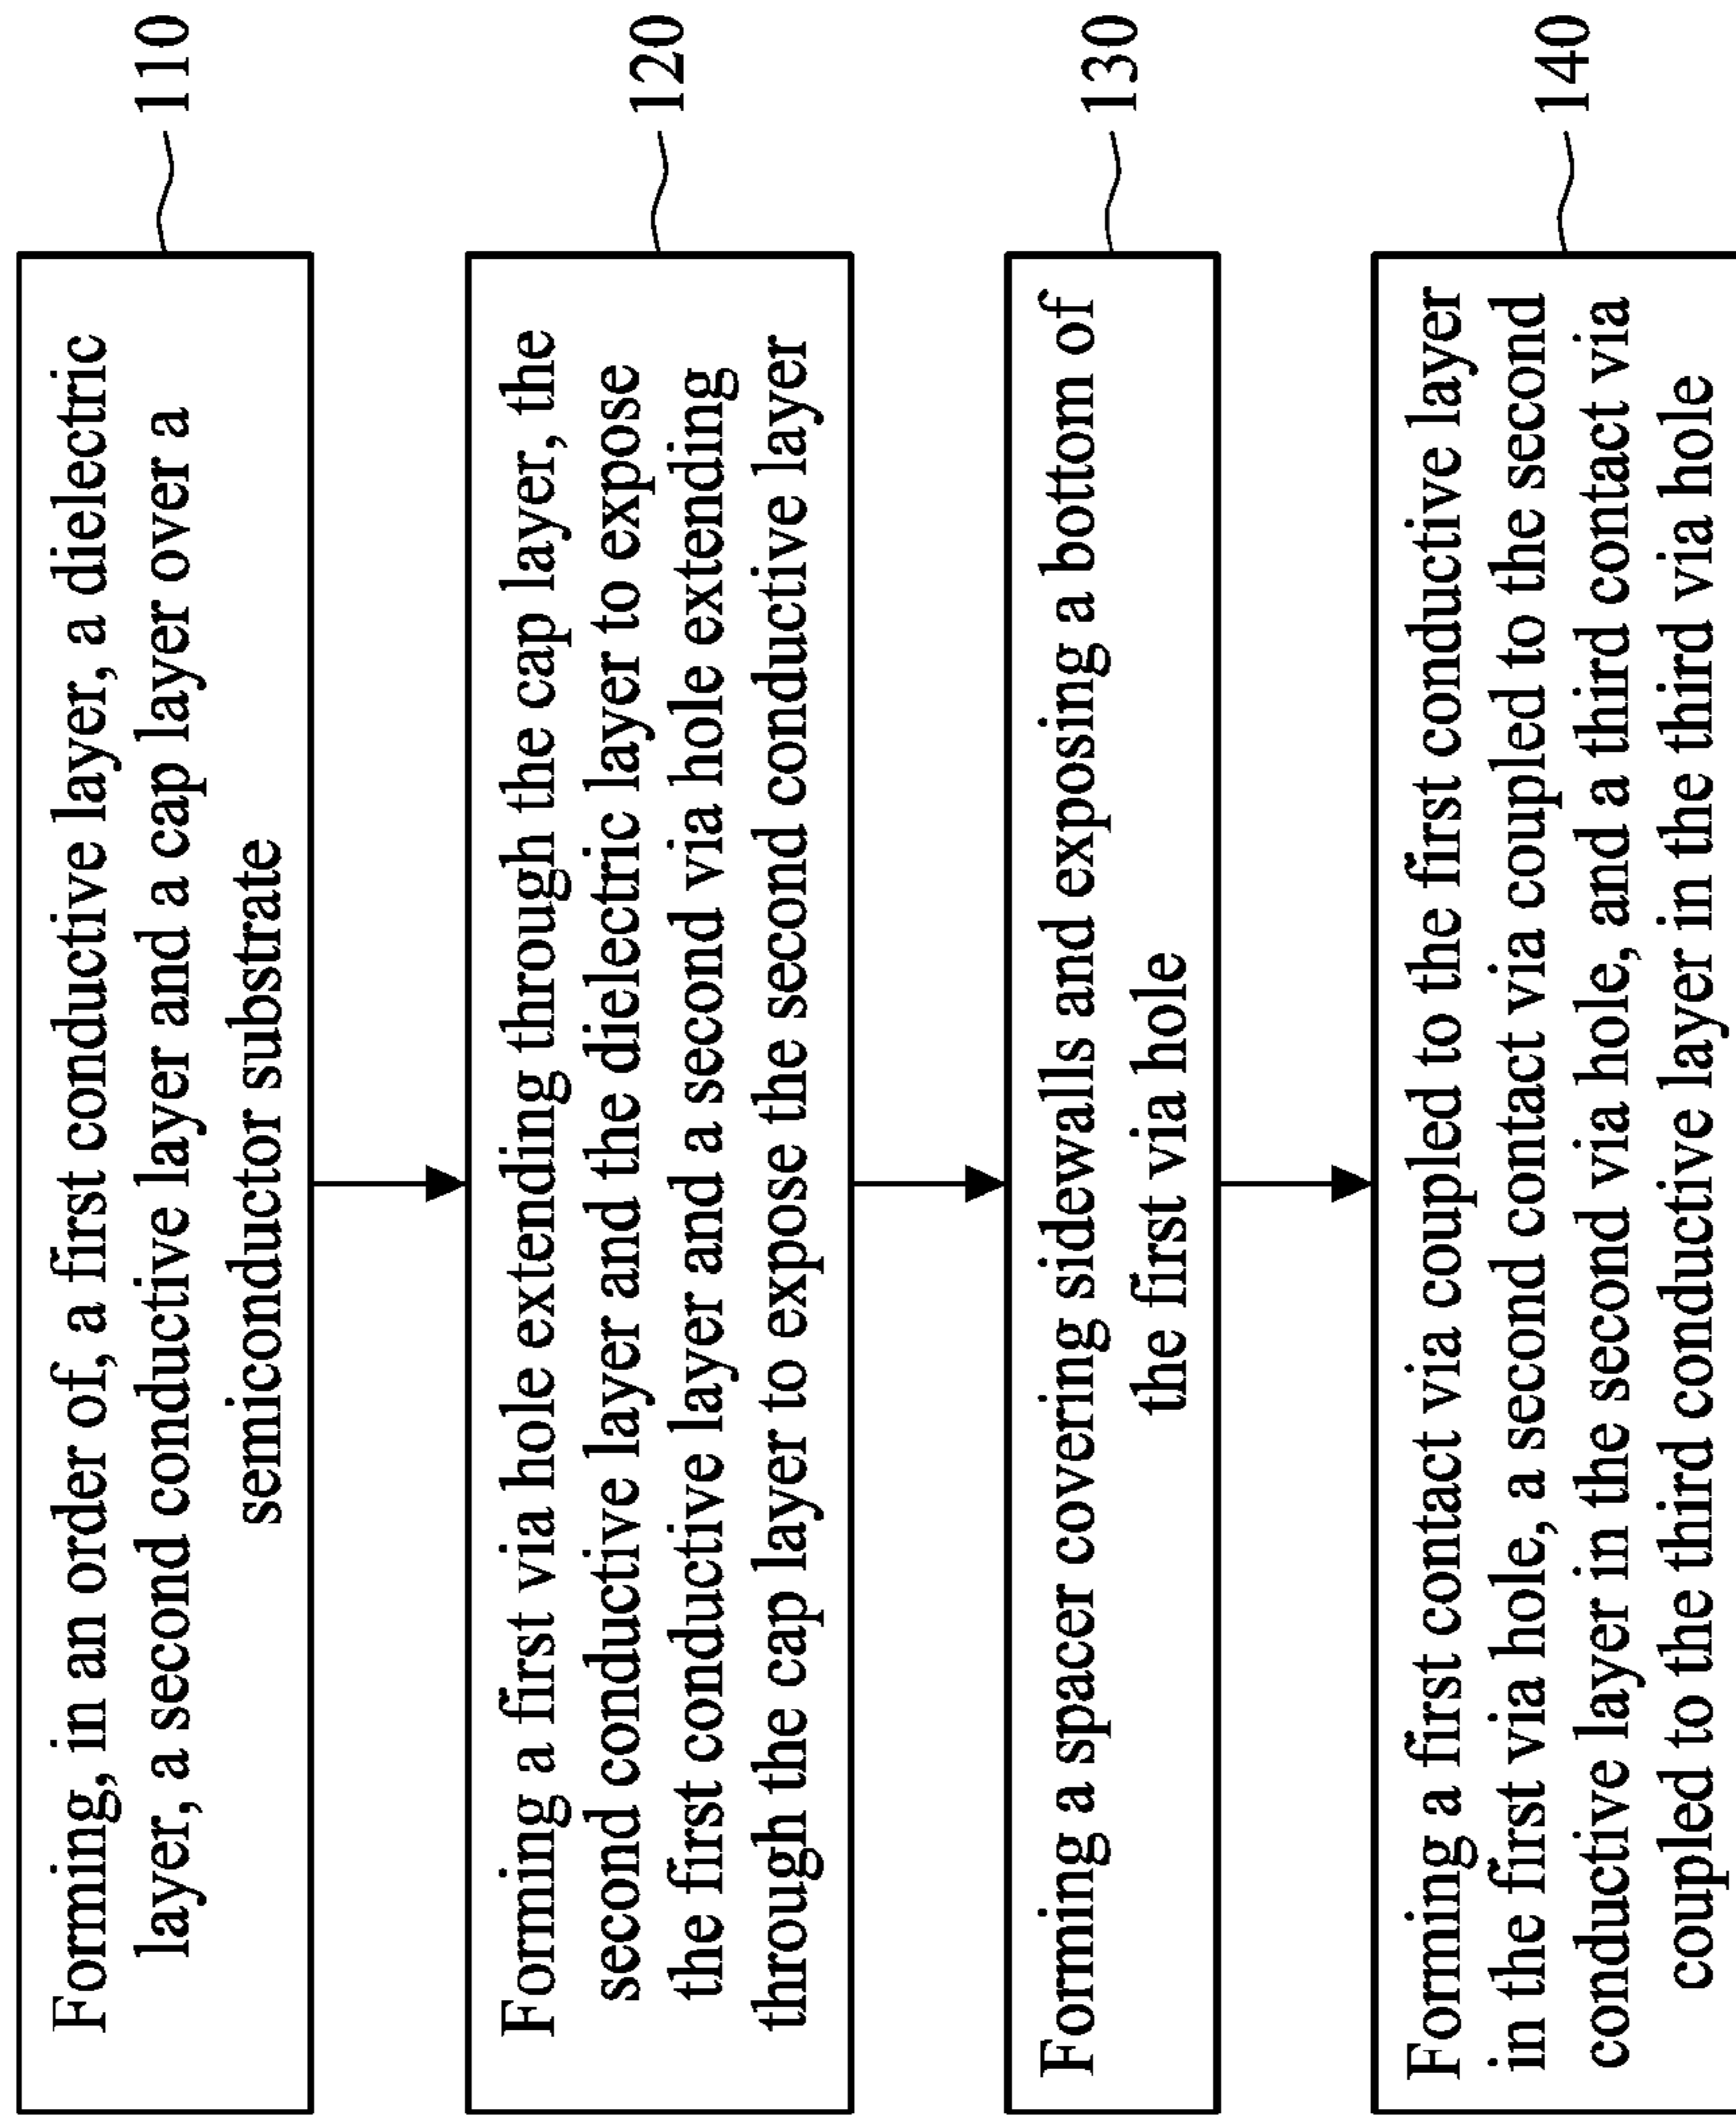 Forming, in an order of, a first conductive layer, a dielectric
layer, a second conductive layer and a cap layer over a
semiconductor substrate
110
Forming a first via hole extending through the cap layer, the
second conductive layer and the dielectric layer to expose
the first conductive layer and a second via hole extending
through the cap layer to expose the second conductive layer
120
Forming a spacer covering sidewalls and exposing a bottom of
the first via hole
130
Forming a first contact via coupled to the first conductive layer
in the first via hole, a second contact via coupled to the second
conductive layer in the second via hole, and a third contact via
coupled to the third conductive layer in the third via hole
140